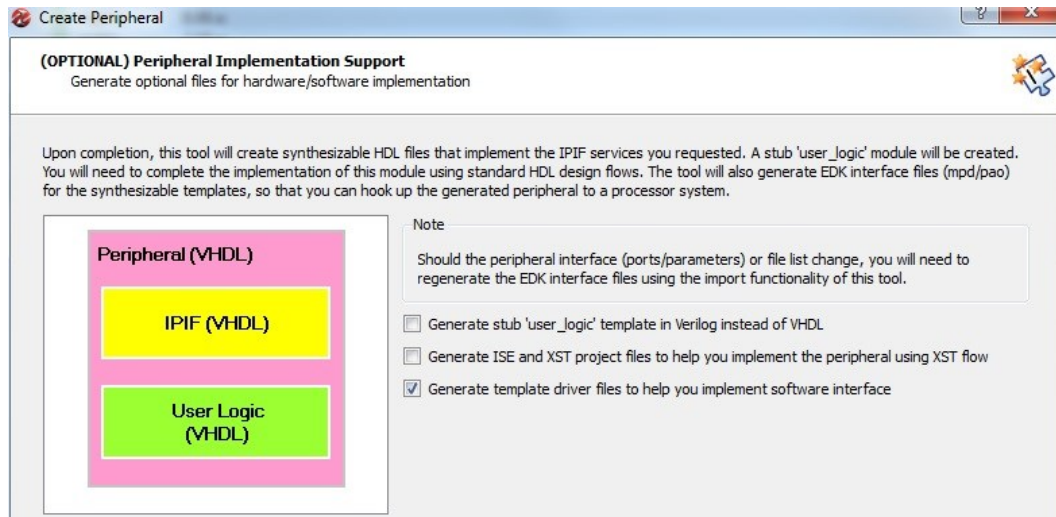 Create Peripheral
(OPTIONAL) Peripheral Implementation Support
Generate optional files for hardware/software implementation
Upon completion, this tool will create synthesizable HDL files that implement the IPIF services you requested. A stub 'user_logic' module will be created.
You will need to complete the implementation of this module using standard HDL design flows. The tool will also generate EDK interface files (mpd/pao)
for the synthesizable templates, so that you can hook up the generated peripheral to a processor system.
Peripheral (VHDL)
IPIF (VHDL)
User Logic
(VHDL)
Note
Should the peripheral interface (ports/parameters) or file list change, you will need to
regenerate the EDK interface files using the import functionality of this tool.
Generate stub 'user_logic' template in Verilog instead of VHDL
Generate ISE and XST project files to help you implement the peripheral using XST flow
Generate template driver files to help you implement software interface